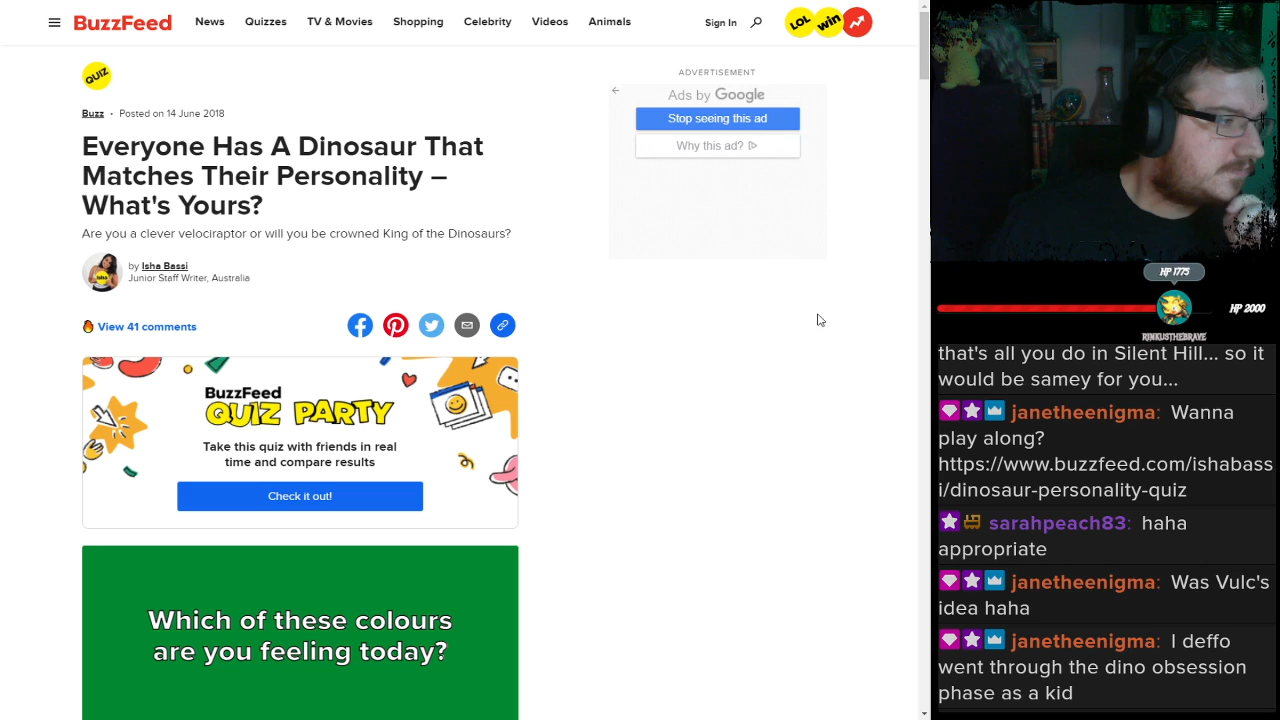 BuzzFeed
News
Quizzes
TV & Movies
Shopping
Celebrity
Videos
Animals
Sign In
LOL
win
QUIZ
Buzz • Posted on 14 June 2018
Everyone Has A Dinosaur That
Matches Their Personality –
What's Yours?
Are you a clever velociraptor or will you be crowned King of the Dinosaurs?
by Isha Bassi
Junior Staff Writer, Australia
View 41 comments
BuzzFeed
QUIZ PARTY
Take this quiz with friends in real
time and compare results
Check it out!
Which of these colours
are you feeling today?
ADVERTISEMENT
Ads by Google
Stop seeing this ad
Why this ad?
HP 1775
HP 2000
RINKUSTHEBRAVE
that's all you do in Silent Hill... so it
would be samey for you...
janetheenigma: Wanna
play along?
https://www.buzzfeed.com/ishabass
i/dinosaur-personality-quiz
sarahpeach83: haha
appropriate
janetheenigma: Was Vulc's
idea haha
janetheenigma: I deffo
went through the dino obsession
phase as a kid